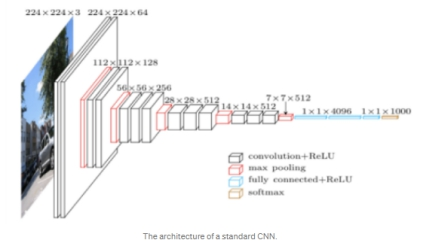 224×224×3 224×224×64
112×112×128
56×56×256
28×28×512
14×14×512
7×7×512
1×1×4096 1×1×1000
convolution+ReLU
max pooling
fully connected+ReLU
softmax
The architecture of a standard CNN.